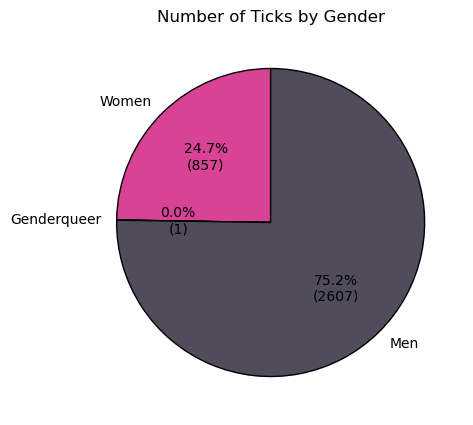 Number of Ticks by Gender
Women
24.7%
(857)
Genderqueer
0.0%
(1)
75.2%
(2607)
Men